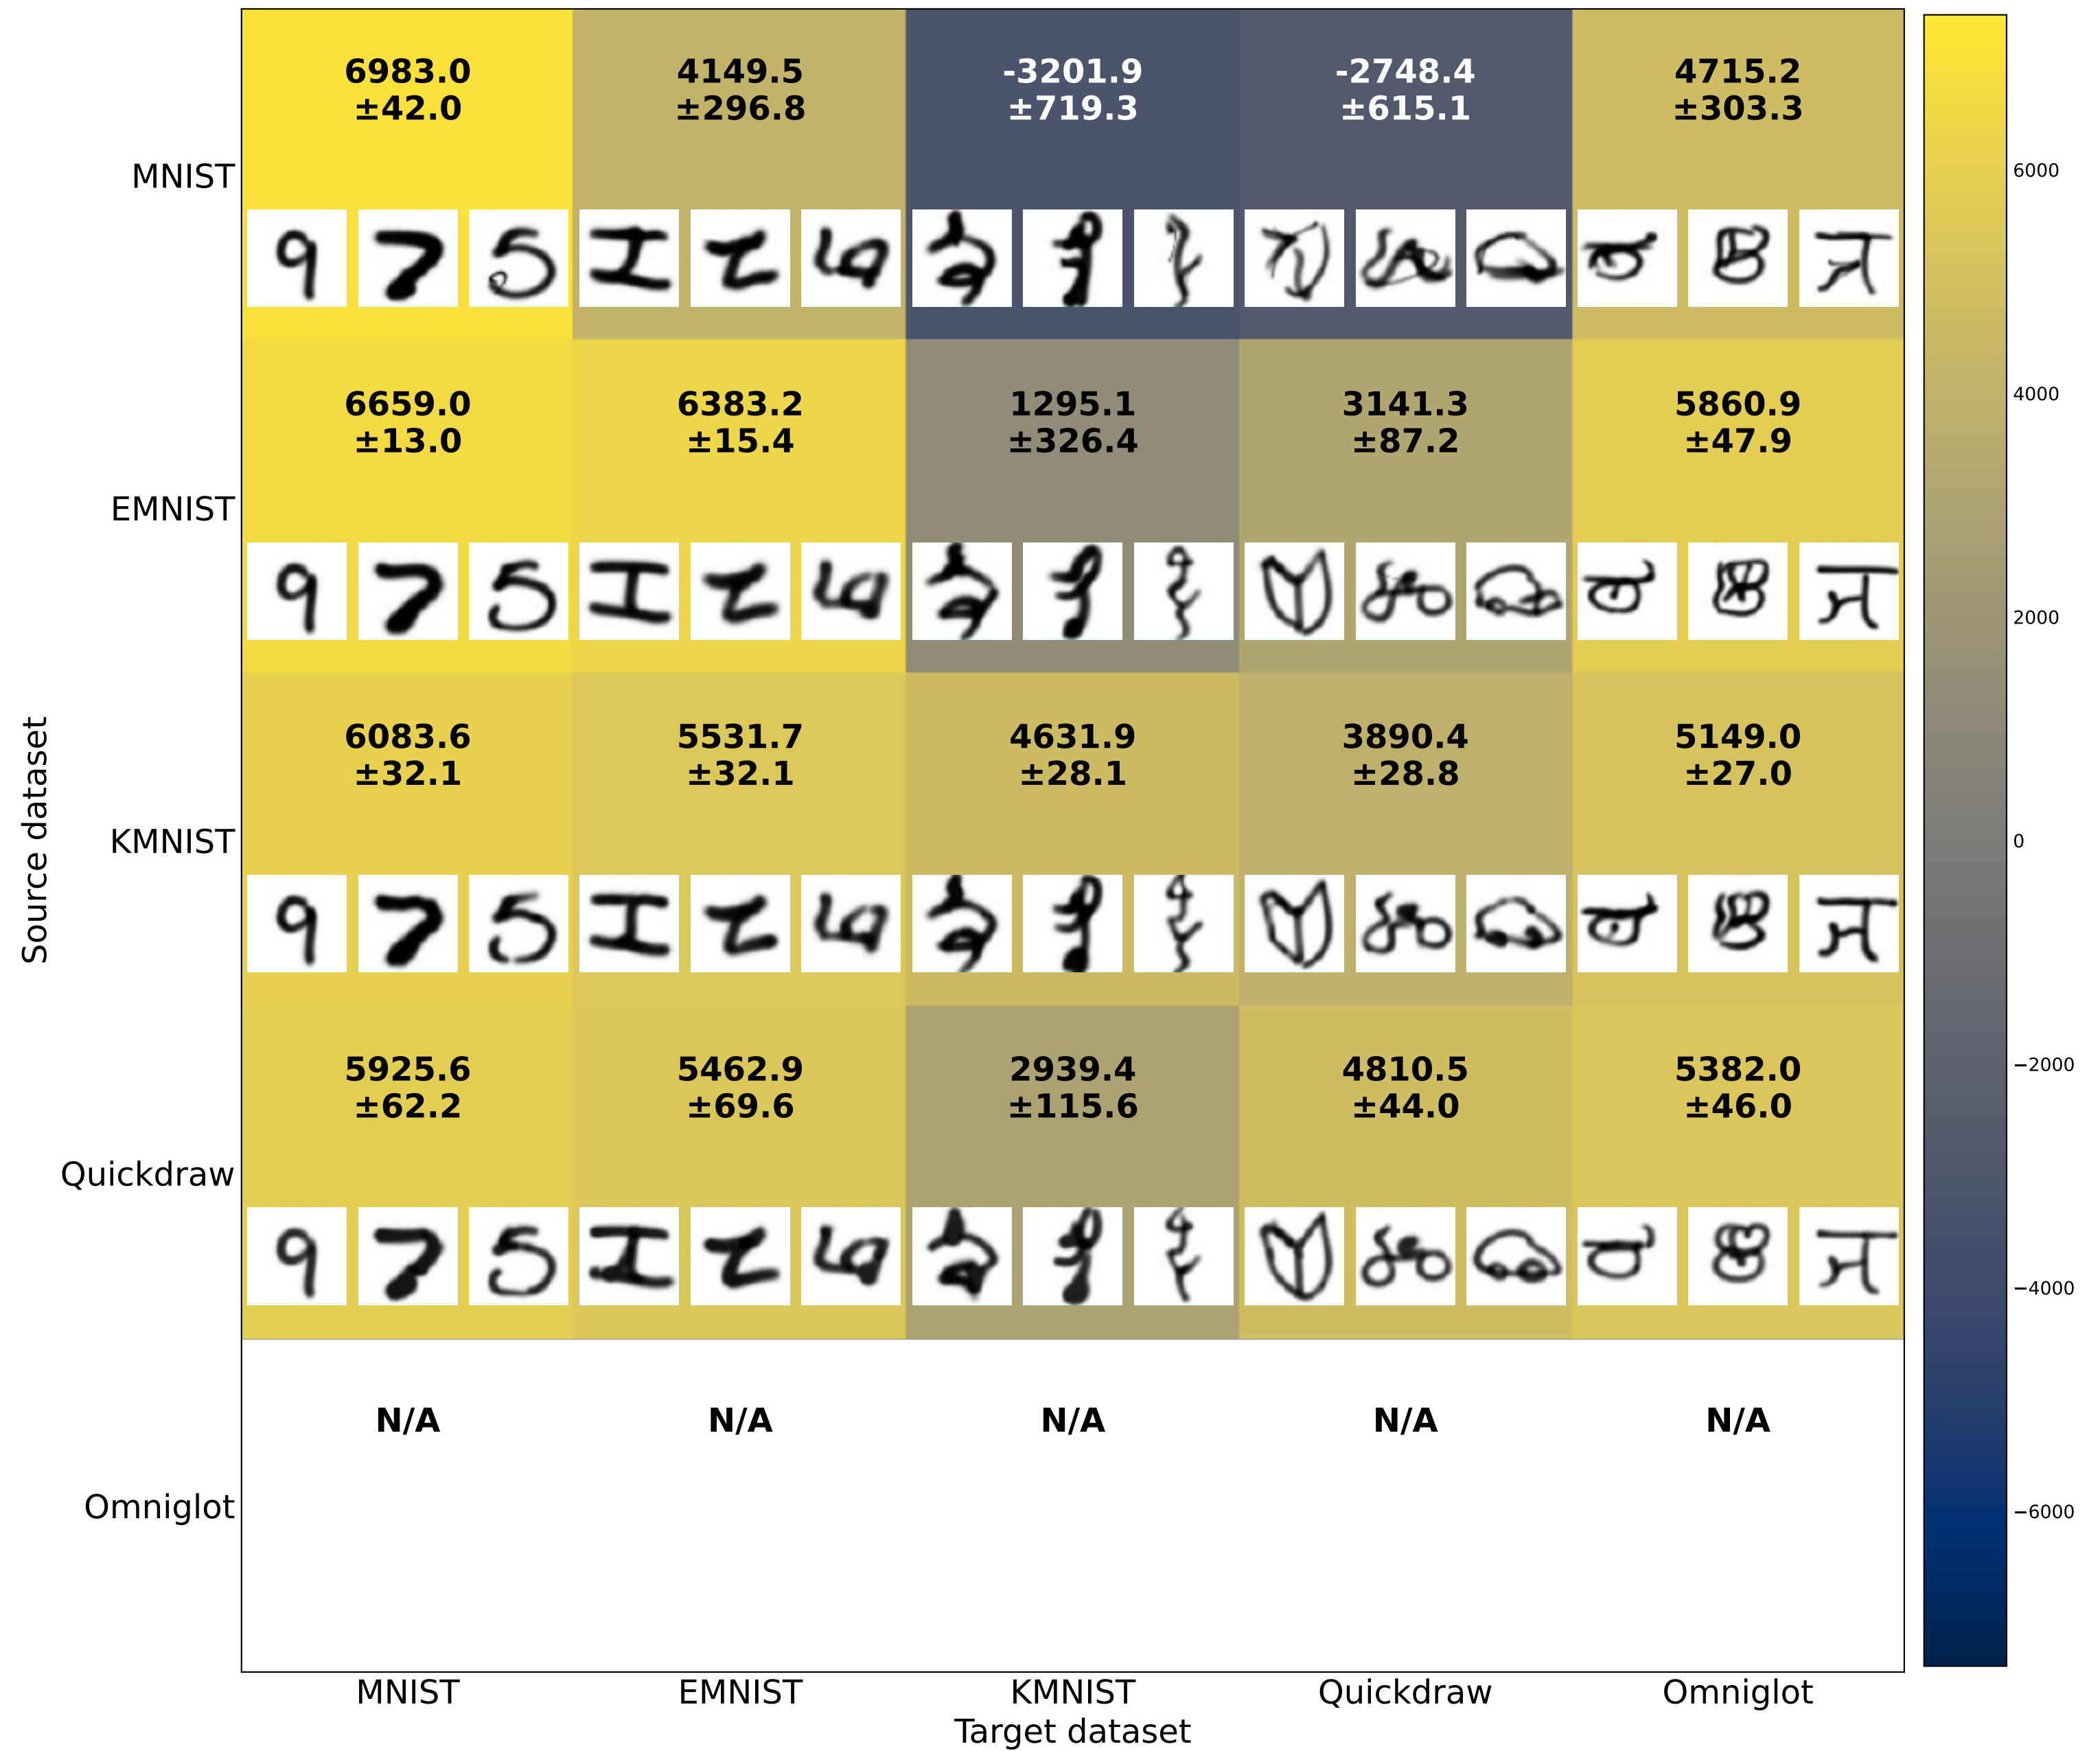 6983.0
±42.0
4149.5
±296.8
-3201.9
±719.3
-2748.4
±615.1
4715.2
±303.3
MNIST
6659.0
±13.0
6383.2
±15.4
1295.1
±326.4
3141.3
±87.2
5860.9
±47.9
EMNIST
6083.6
±32.1
5531.7
±32.1
4631.9
±28.1
3890.4
±28.8
5149.0
±27.0
KMNIST
5925.6
±62.2
5462.9
±69.6
2939.4
±115.6
4810.5
±44.0
5382.0
±46.0
Quickdraw
N/A
N/A
N/A
N/A
N/A
Omniglot
Source dataset
MNIST
EMNIST
KMNIST
Quickdraw
Omniglot
Target dataset
6000
4000
2000
0
−2000
−4000
−6000